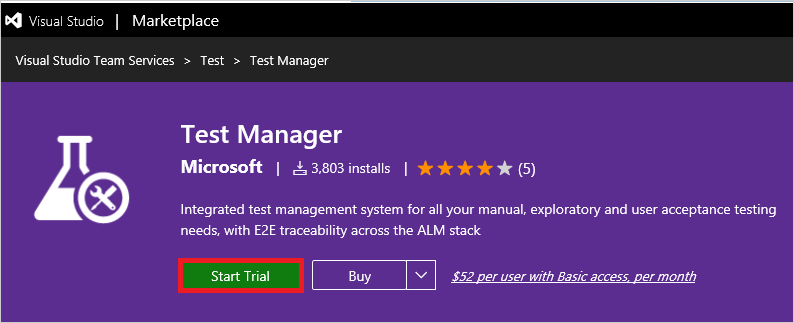 Visual Studio | Marketplace
Visual Studio Team Services > Test > Test Manager
Test Manager
Microsoft | 3,803 installs | (5)
Integrated test management system for all your manual, exploratory and user acceptance testing
needs, with E2E traceability across the ALM stack
Start Trial Buy $52 per user with Basic access, per month